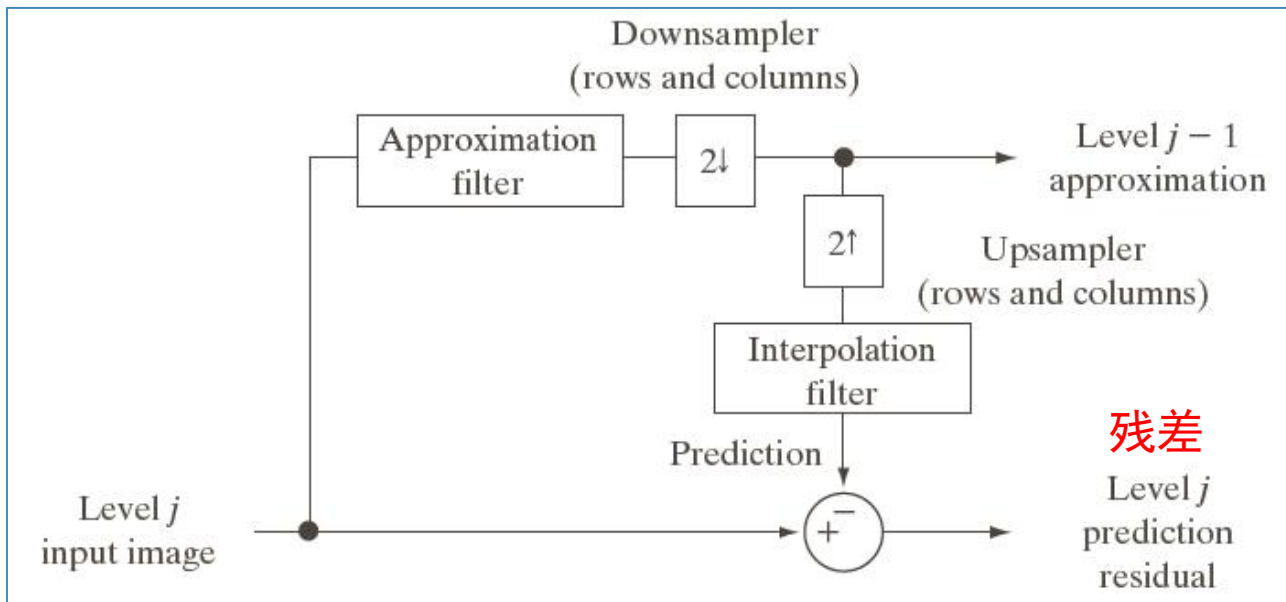 Downsampler
(rows and columns)
Approximation
filter
2↓
Level j − 1
approximation
2↑
Upsampler
(rows and columns)
Interpolation
filter
Prediction
残差
Level j
input image
+
−
Level j
prediction
residual